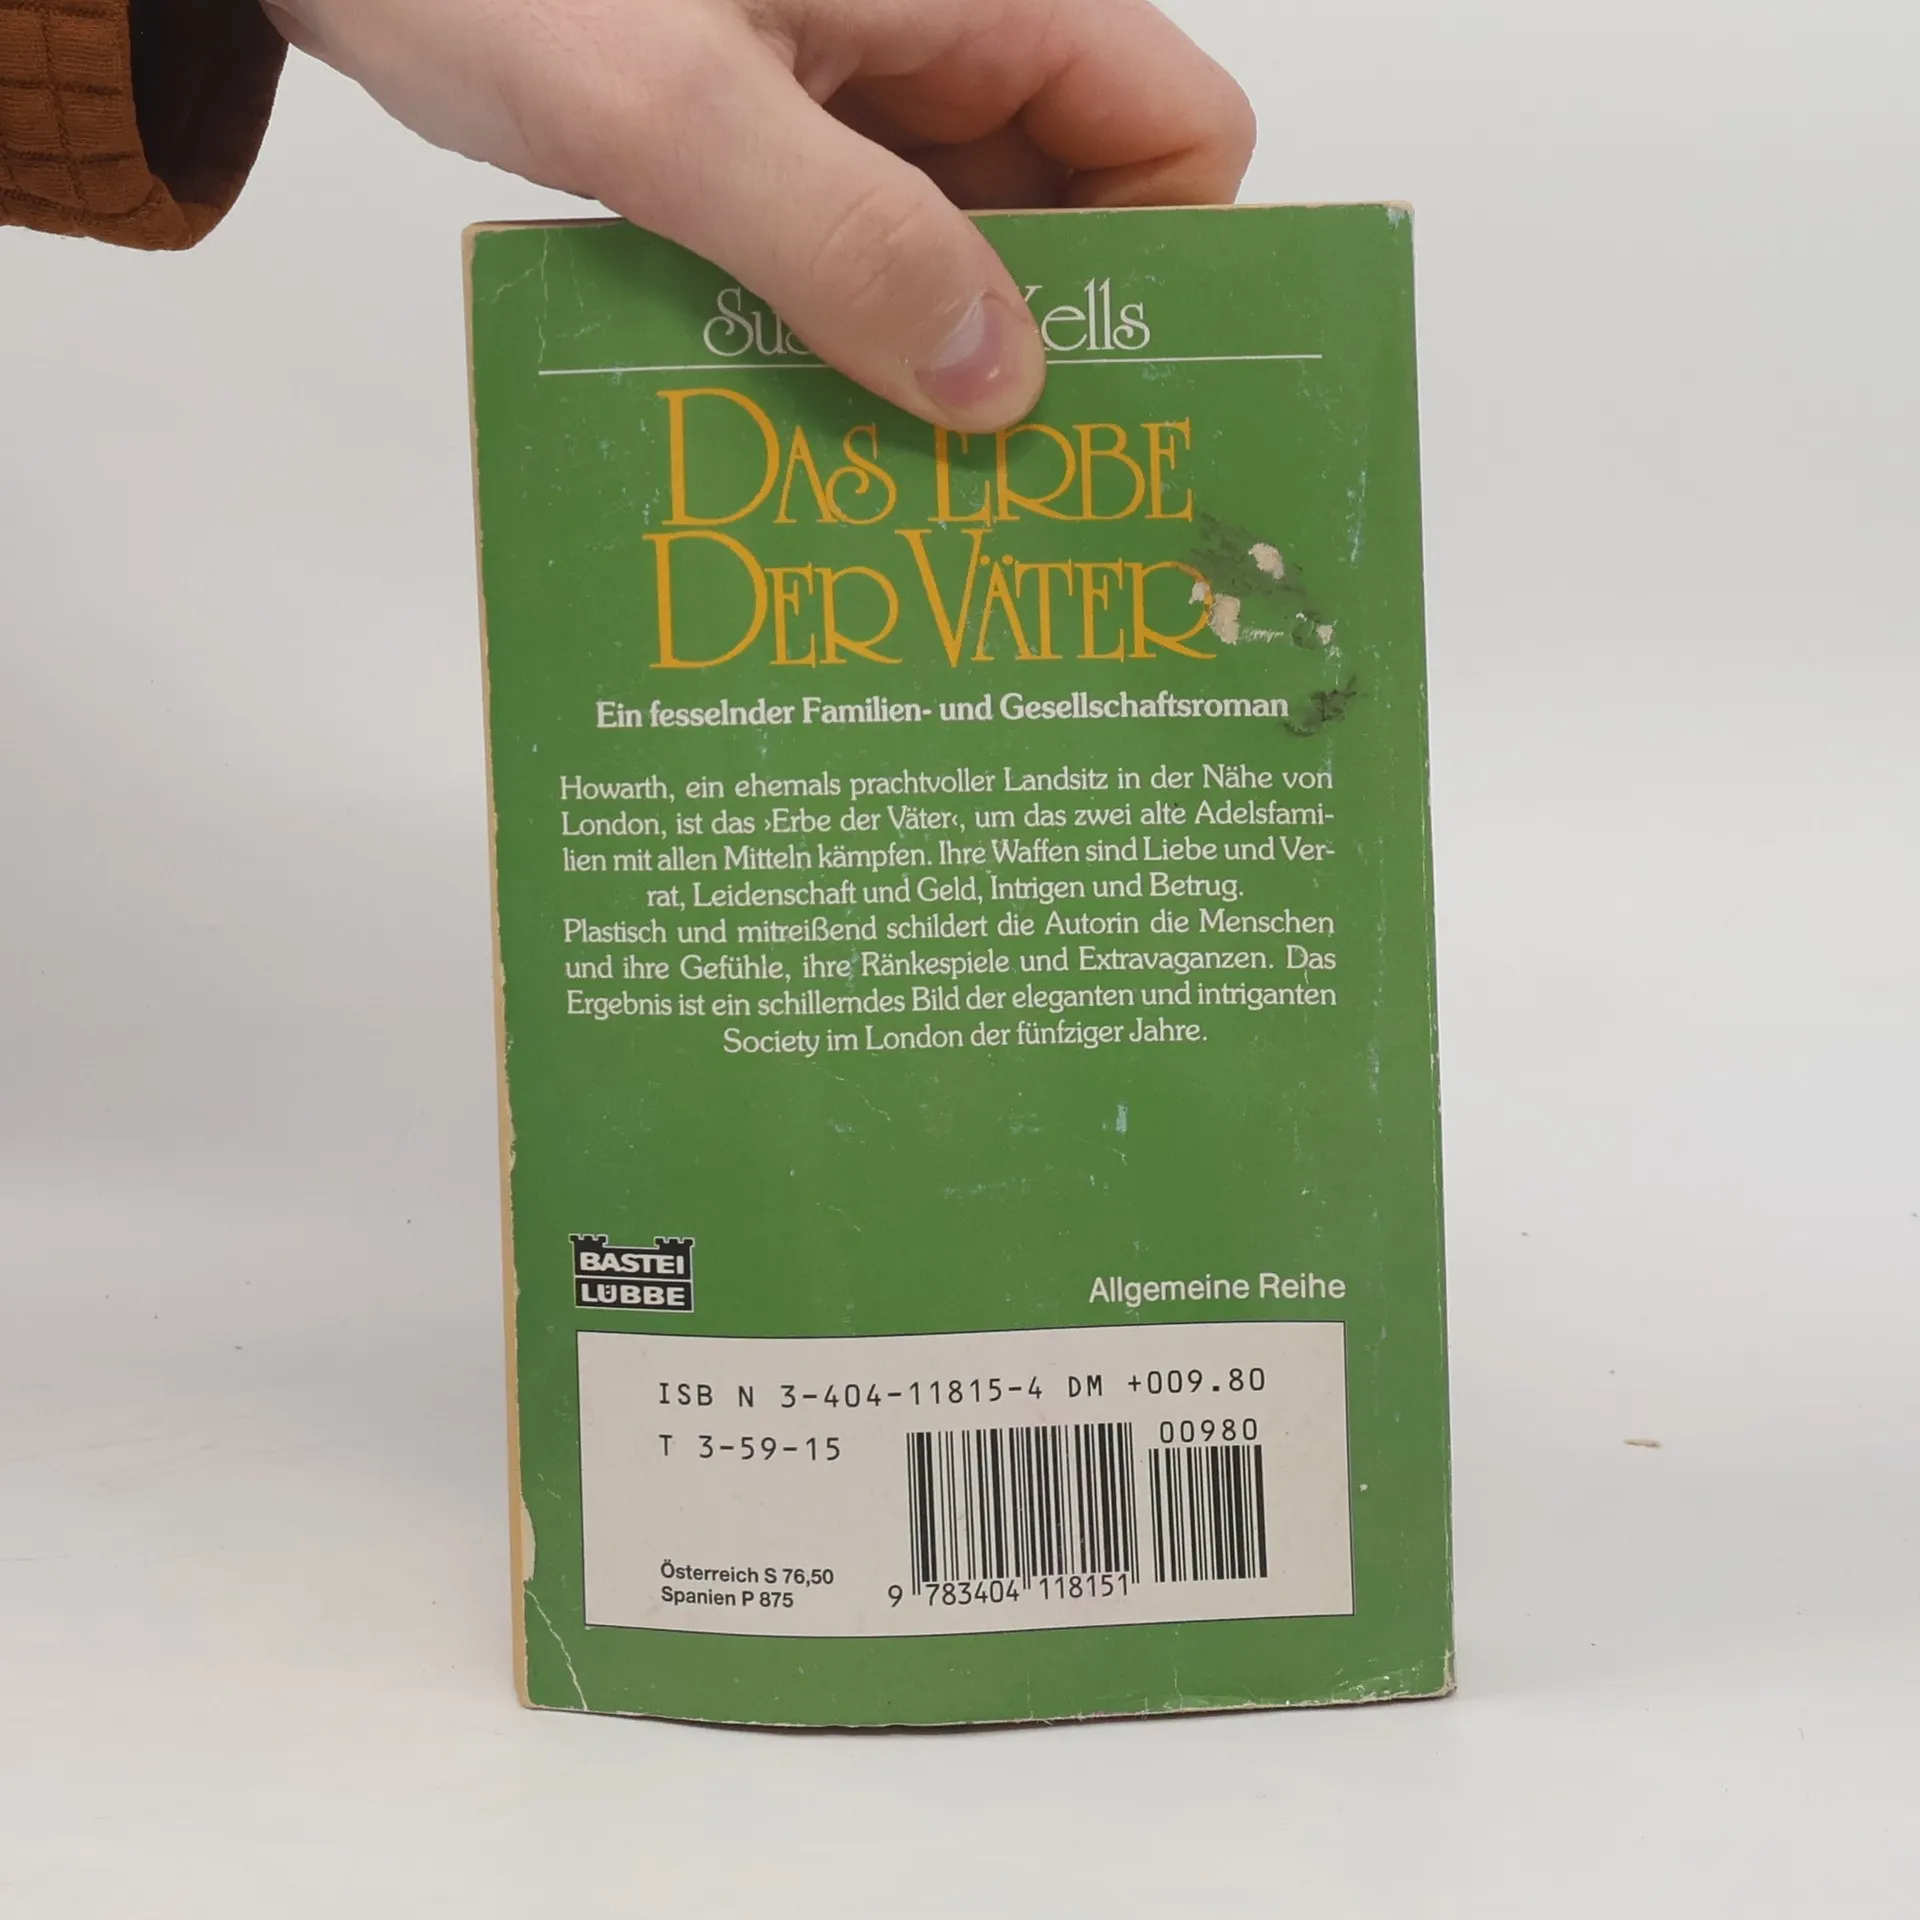 Kells
DAS ERBE
DER VÄTER
Ein fesselnder Familien- und Gesellschaftsroman
Howarth, ein ehemals prachtvoller Landsitz in der Nähe von
London, ist das ›Erbe der Väter‹, um das zwei alte Adelsfami-
lien mit allen Mitteln kämpfen. Ihre Waffen sind Liebe und Ver-
rat, Leidenschaft und Geld, Intrigen und Betrug.
Plastisch und mitreißend schildert die Autorin die Menschen
und ihre Gefühle, ihre Ränkespiele und Extravaganzen. Das
Ergebnis ist ein schillerndes Bild der eleganten und intriganten
Society im London der fünfziger Jahre.
BASTEI
LÜBBE
Allgemeine Reihe
ISB N 3-404-11815-4 DM +009.80
T 3-59-15
00980
Österreich S 76,50
Spanien P 875
9 783404 118151